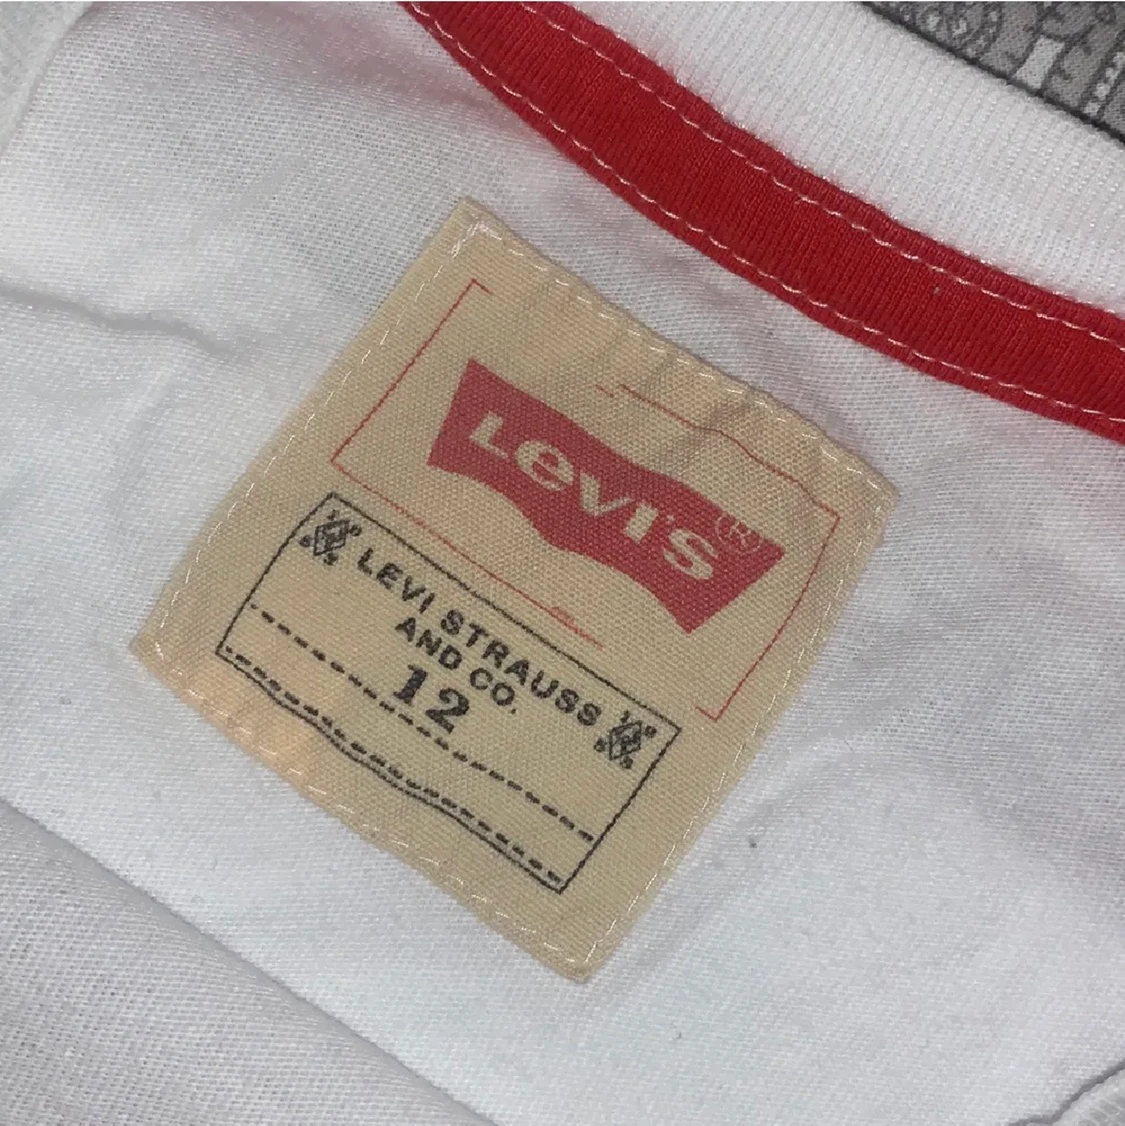 Levi's®
LEVI STRAUSS
AND CO.
12